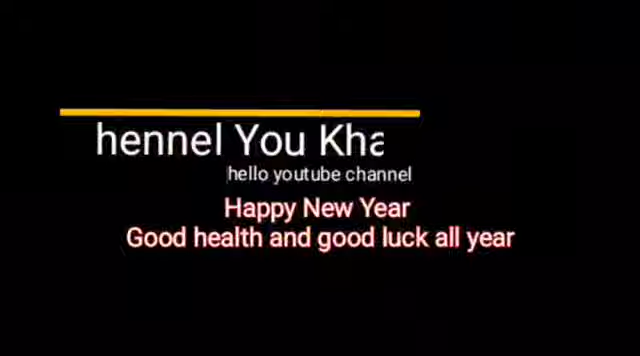 hennel You Kha
hello youtube channel
Happy New Year
Good health and good luck all year